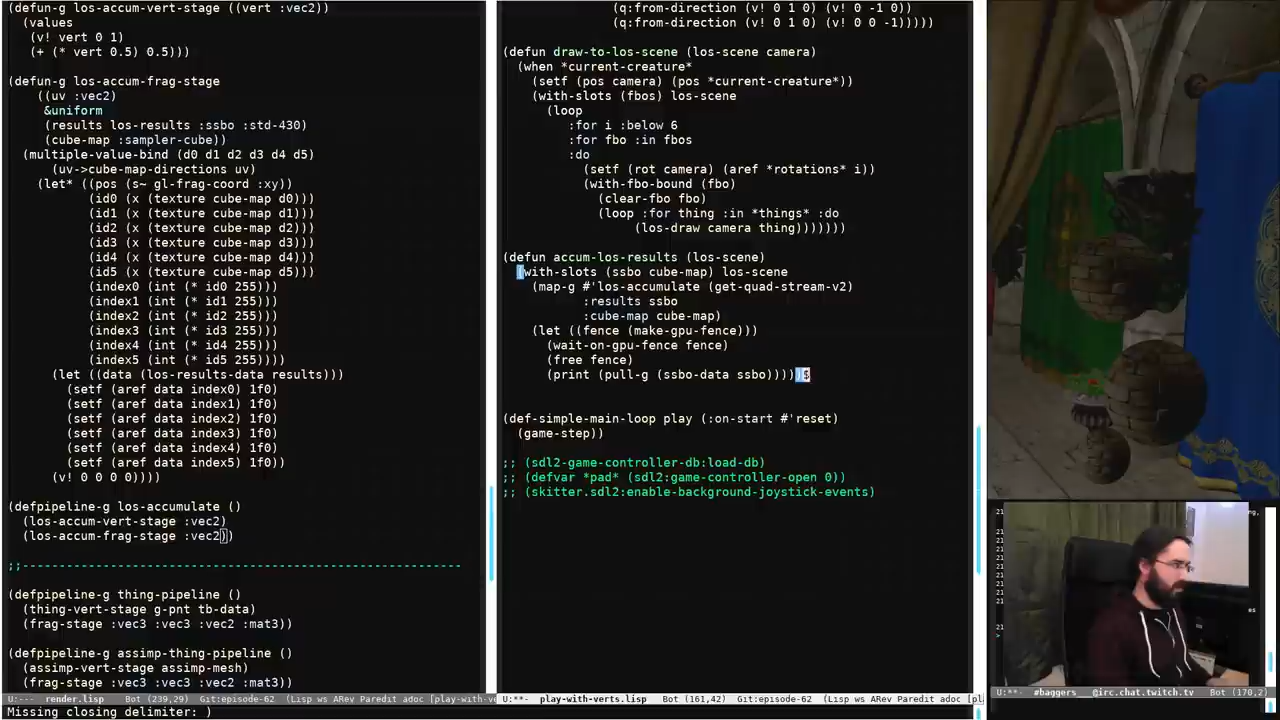 (defun-g los-accum-vert-stage ((vert :vec2))
  (values
   (v! vert 0 1)
   (+ (* vert 0.5) 0.5)))
(defun-g los-accum-frag-stage
    ((uv :vec2)
     &uniform
     (results los-results :ssbo :std-430)
     (cube-map :sampler-cube))
  (multiple-value-bind (d0 d1 d2 d3 d4 d5)
      (uv->cube-map-directions uv)
    (let* ((pos (s~ gl-frag-coord :xy))
           (id0 (x (texture cube-map d0)))
           (id1 (x (texture cube-map d1)))
           (id2 (x (texture cube-map d2)))
           (id3 (x (texture cube-map d3)))
           (id4 (x (texture cube-map d4)))
           (id5 (x (texture cube-map d5)))
           (index0 (int (* id0 255)))
           (index1 (int (* id1 255)))
           (index2 (int (* id2 255)))
           (index3 (int (* id3 255)))
           (index4 (int (* id4 255)))
           (index5 (int (* id5 255))))
      (let ((data (los-results-data results)))
        (setf (aref data index0) 1f0)
        (setf (aref data index1) 1f0)
        (setf (aref data index2) 1f0)
        (setf (aref data index3) 1f0)
        (setf (aref data index4) 1f0)
        (setf (aref data index5) 1f0))
      (v! 0 0 0 0))))
(defpipeline-g los-accumulate ()
  (los-accum-vert-stage :vec2)
  (los-accum-frag-stage :vec2))
;;------------------------------------------------------------
(defpipeline-g thing-pipeline ()
  (thing-vert-stage g-pnt tb-data)
  (frag-stage :vec3 :vec3 :vec2 :mat3))
(defpipeline-g assimp-thing-pipeline ()
  (assimp-vert-stage assimp-mesh)
  (frag-stage :vec3 :vec3 :vec2 :mat3))
U:--- render.lisp Bot (239,29) Git:episode-62 (Lisp ws ARev Paredit adoc [play-with-ve
Missing closing delimiter: )
(q:from-direction (v! 0 1 0) (v! 0 -1 0))
(q:from-direction (v! 0 1 0) (v! 0 0 -1)))))
(defun draw-to-los-scene (los-scene camera)
  (when *current-creature*
    (setf (pos camera) (pos *current-creature*))
    (with-slots (fbos) los-scene
      (loop
         :for i :below 6
         :for fbo :in fbos
         :do
           (setf (rot camera) (aref *rotations* i))
           (with-fbo-bound (fbo)
             (clear-fbo fbo)
             (loop :for thing :in *things* :do
                  (los-draw camera thing)))))))
(defun accum-los-results (los-scene)
  (with-slots (ssbo cube-map) los-scene
    (map-g #'los-accumulate (get-quad-stream-v2)
           :results ssbo
           :cube-map cube-map)
    (let ((fence (make-gpu-fence)))
      (wait-on-gpu-fence fence)
      (free fence)
      (print (pull-g (ssbo-data ssbo)))))$
(def-simple-main-loop play (:on-start #'reset)
  (game-step))
;; (sdl2-game-controller-db:load-db)
;; (defvar *pad* (sdl2:game-controller-open 0))
;; (skitter.sdl2:enable-background-joystick-events)
U:**- play-with-verts.lisp Bot (161,42) Git:episode-62 (Lisp ws ARev Paredit adoc [pl
U:**- #baggers @irc.chat.twitch.tv Bot (170,2)